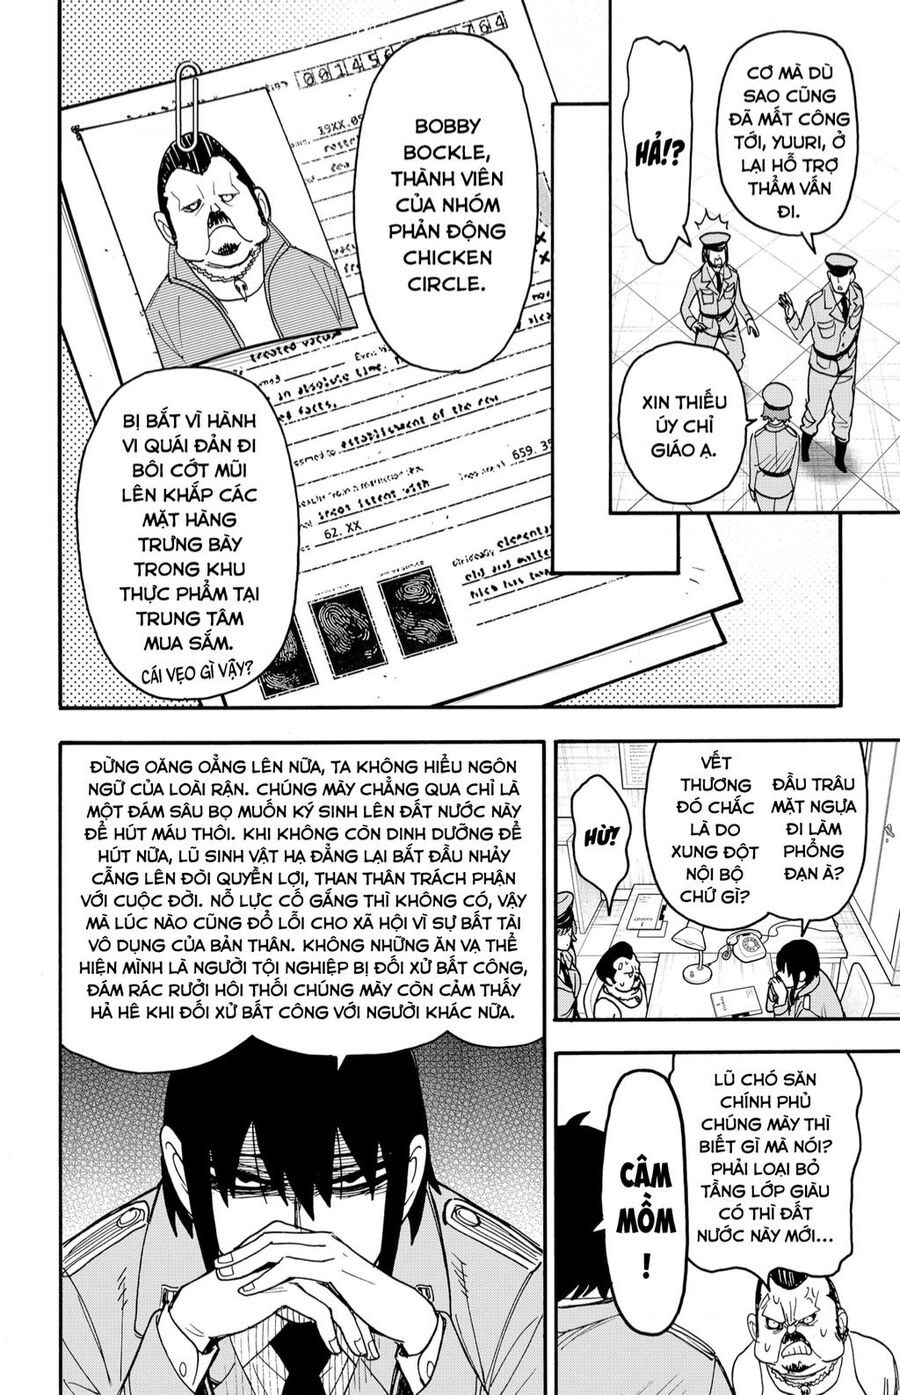 CƠ MÀ DÙ
SAO CŨNG
ĐÃ MẤT CÔNG
TỚI, YUURI, Ở
LẠI HỖ TRỢ
THẨM VẤN
ĐI.
HẢ!?
XIN THIẾU
ÚY CHỈ
GIÁO Ạ.
BOBBY
BOCKLE,
THÀNH VIÊN
CỦA NHÓM
PHẢN ĐỘNG
CHICKEN
CIRCLE.
19XX.05
659.35
62.XX
BỊ BẮT VÌ HÀNH
VI QUÁI ĐẢN ĐI
BÔI CỚT MŨI
LÊN KHẮP CÁC
MẶT HÀNG
TRƯNG BÀY
TRONG KHU
THỰC PHẨM TẠI
TRUNG TÂM
MUA SẮM.
CÁI VẸO GÌ VẬY?
ĐẦU TRÂU
MẶT NGỰA
ĐI LÀM
PHỎNG
ĐẠN À?
VẾT
THƯƠNG
ĐÓ CHẮC
LÀ DO
XUNG ĐỘT
NỘI BỘ
CHỨ GÌ?
HỪ!
LŨ CHÓ SĂN
CHÍNH PHỦ
CHÚNG MÀY THÌ
BIẾT GÌ MÀ NÓI?
PHẢI LOẠI BỎ
TẦNG LỚP GIÀU
CÓ THÌ ĐẤT
NƯỚC NÀY MỚI...
CÂM
MỒM
!
ĐỪNG OĂNG OẲNG LÊN NỮA, TA KHÔNG HIỂU NGÔN
NGỮ CỦA LOÀI RẬN. CHÚNG MÀY CHẲNG QUA CHỈ LÀ
MỘT ĐÁM SÂU BỌ MUỐN KÝ SINH LÊN ĐẤT NƯỚC NÀY
ĐỂ HÚT MÁU THÔI. KHI KHÔNG CÒN DINH DƯỠNG ĐỂ
HÚT NỮA, LŨ SINH VẬT HẠ ĐẲNG LẠI BẮT ĐẦU NHẢY
CẪNG LÊN ĐÒI QUYỀN LỢI, THAN THÂN TRÁCH PHẬN
VỚI CUỘC ĐỜI. NỖ LỰC CỐ GẮNG THÌ KHÔNG CÓ, VẬY
MÀ LÚC NÀO CŨNG ĐỔ LỖI CHO XÃ HỘI VÌ SỰ BẤT TÀI
VÔ DỤNG CỦA BẢN THÂN. KHÔNG NHỮNG ĂN VẠ THỂ
HIỆN MÌNH LÀ NGƯỜI TỘI NGHIỆP BỊ ĐỐI XỬ BẤT CÔNG,
ĐÁM RÁC RƯỞI HÔI THỐI CHÚNG MÀY CÒN CẢM THẤY
HẢ HÊ KHI ĐỐI XỬ BẤT CÔNG VỚI NGƯỜI KHÁC NỮA.